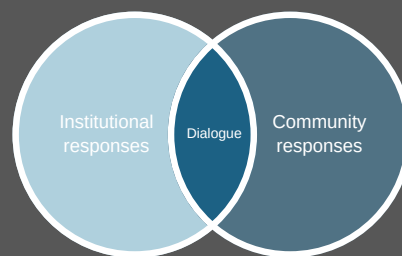 Institutional
responses
Dialogue
Community
responses